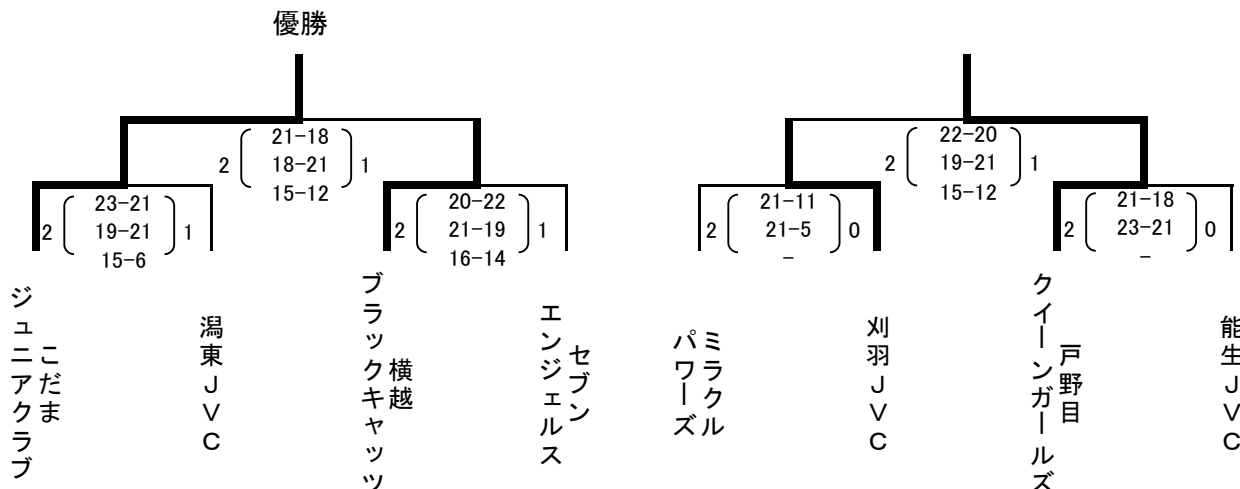 優勝
21-18
2 18-21 1
15-12
22-20
2 19-21 1
15-12
23-21
2 19-21 1
15-6
20-22
2 21-19 1
16-14
21-11
2 21-5 0
-
21-18
2 23-21 0
-
こだま
ジュニアクラブ
潟東JVC
横越
ブラックキャッツ
セブン
エンジェルス
ミラクル
パワーズ
刈羽JVC
戸野目
クイーンガールズ
能生JVC